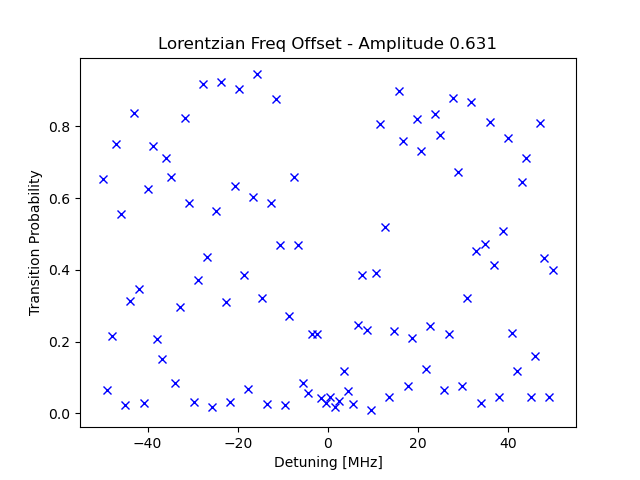 Lorentzian Freq Offset - Amplitude 0.631
Transition Probability
0.8
0.6
0.4
0.2
0.0
−40 −20 0 20 40
Detuning [MHz]